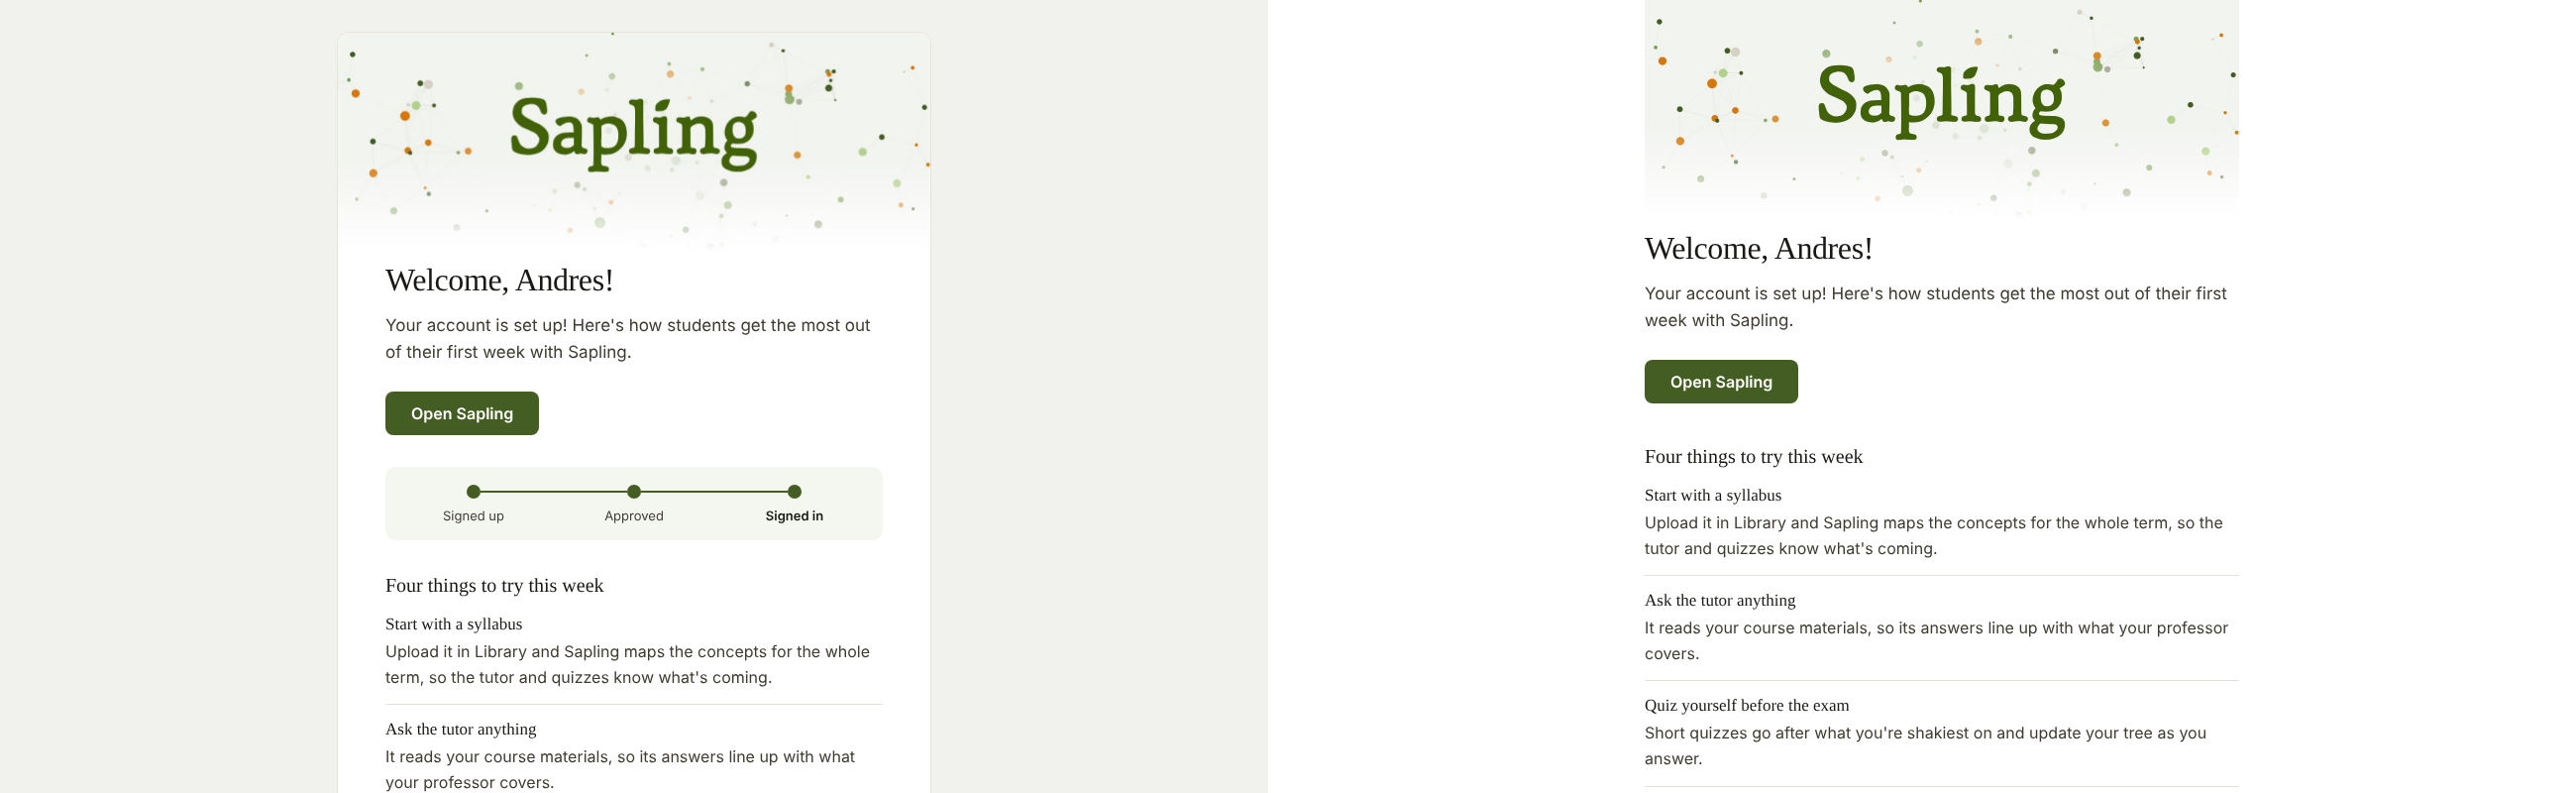 Sapling
Welcome, Andres!
Your account is set up! Here's how students get the most out
of their first week with Sapling.
Open Sapling
Signed up
Approved
Signed in
Four things to try this week
Start with a syllabus
Upload it in Library and Sapling maps the concepts for the whole
term, so the tutor and quizzes know what's coming.
Ask the tutor anything
It reads your course materials, so its answers line up with what
your professor covers.
Sapling
Welcome, Andres!
Your account is set up! Here's how students get the most out of their first
week with Sapling.
Open Sapling
Four things to try this week
Start with a syllabus
Upload it in Library and Sapling maps the concepts for the whole term, so the
tutor and quizzes know what's coming.
Ask the tutor anything
It reads your course materials, so its answers line up with what your professor
covers.
Quiz yourself before the exam
Short quizzes go after what you're shakiest on and update your tree as you
answer.